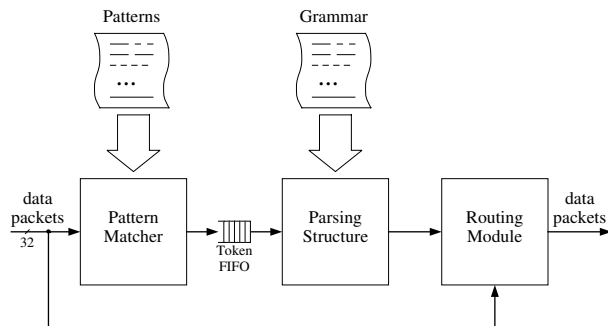 Patterns
Grammar
data
packets
32
Pattern
Matcher
Token
FIFO
Parsing
Structure
Routing
Module
data
packets